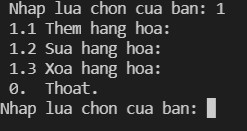 Nhap lua chon cua ban: 1
1.1 Them hang hoa:
1.2 Sua hang hoa:
1.3 Xoa hang hoa:
0.  Thoat.
Nhap lua chon cua ban: